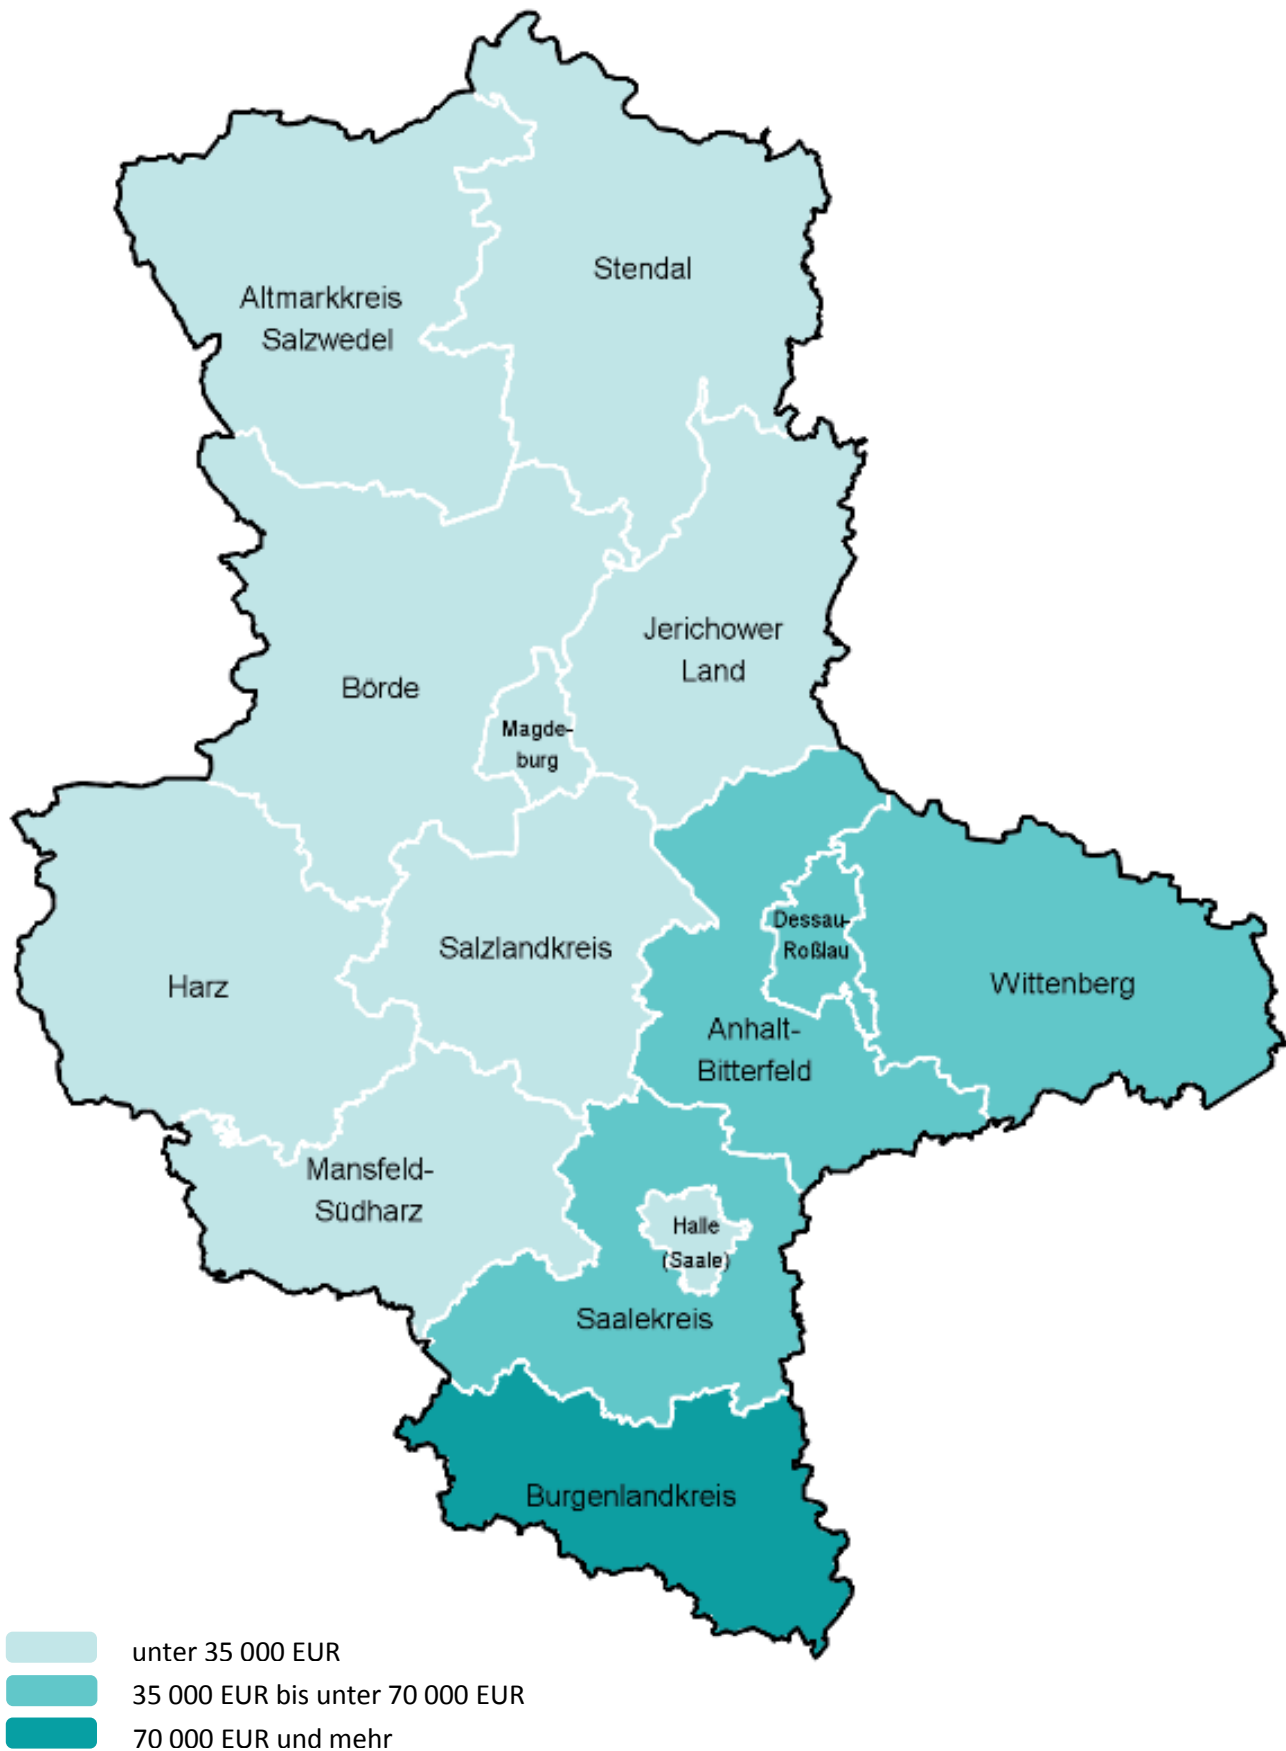 Stendal
Altmarkkreis
Salzwedel
Jerichower
Land
Börde
Magde-
burg
Dessau-
Roßlau
Salzlandkreis
Wittenberg
Harz
Anhalt-
Bitterfeld
Mansfeld-
Südharz
Halle
(Saale)
Saalekreis
Burgenlandkreis
unter 35 000 EUR
35 000 EUR bis unter 70 000 EUR
70 000 EUR und mehr